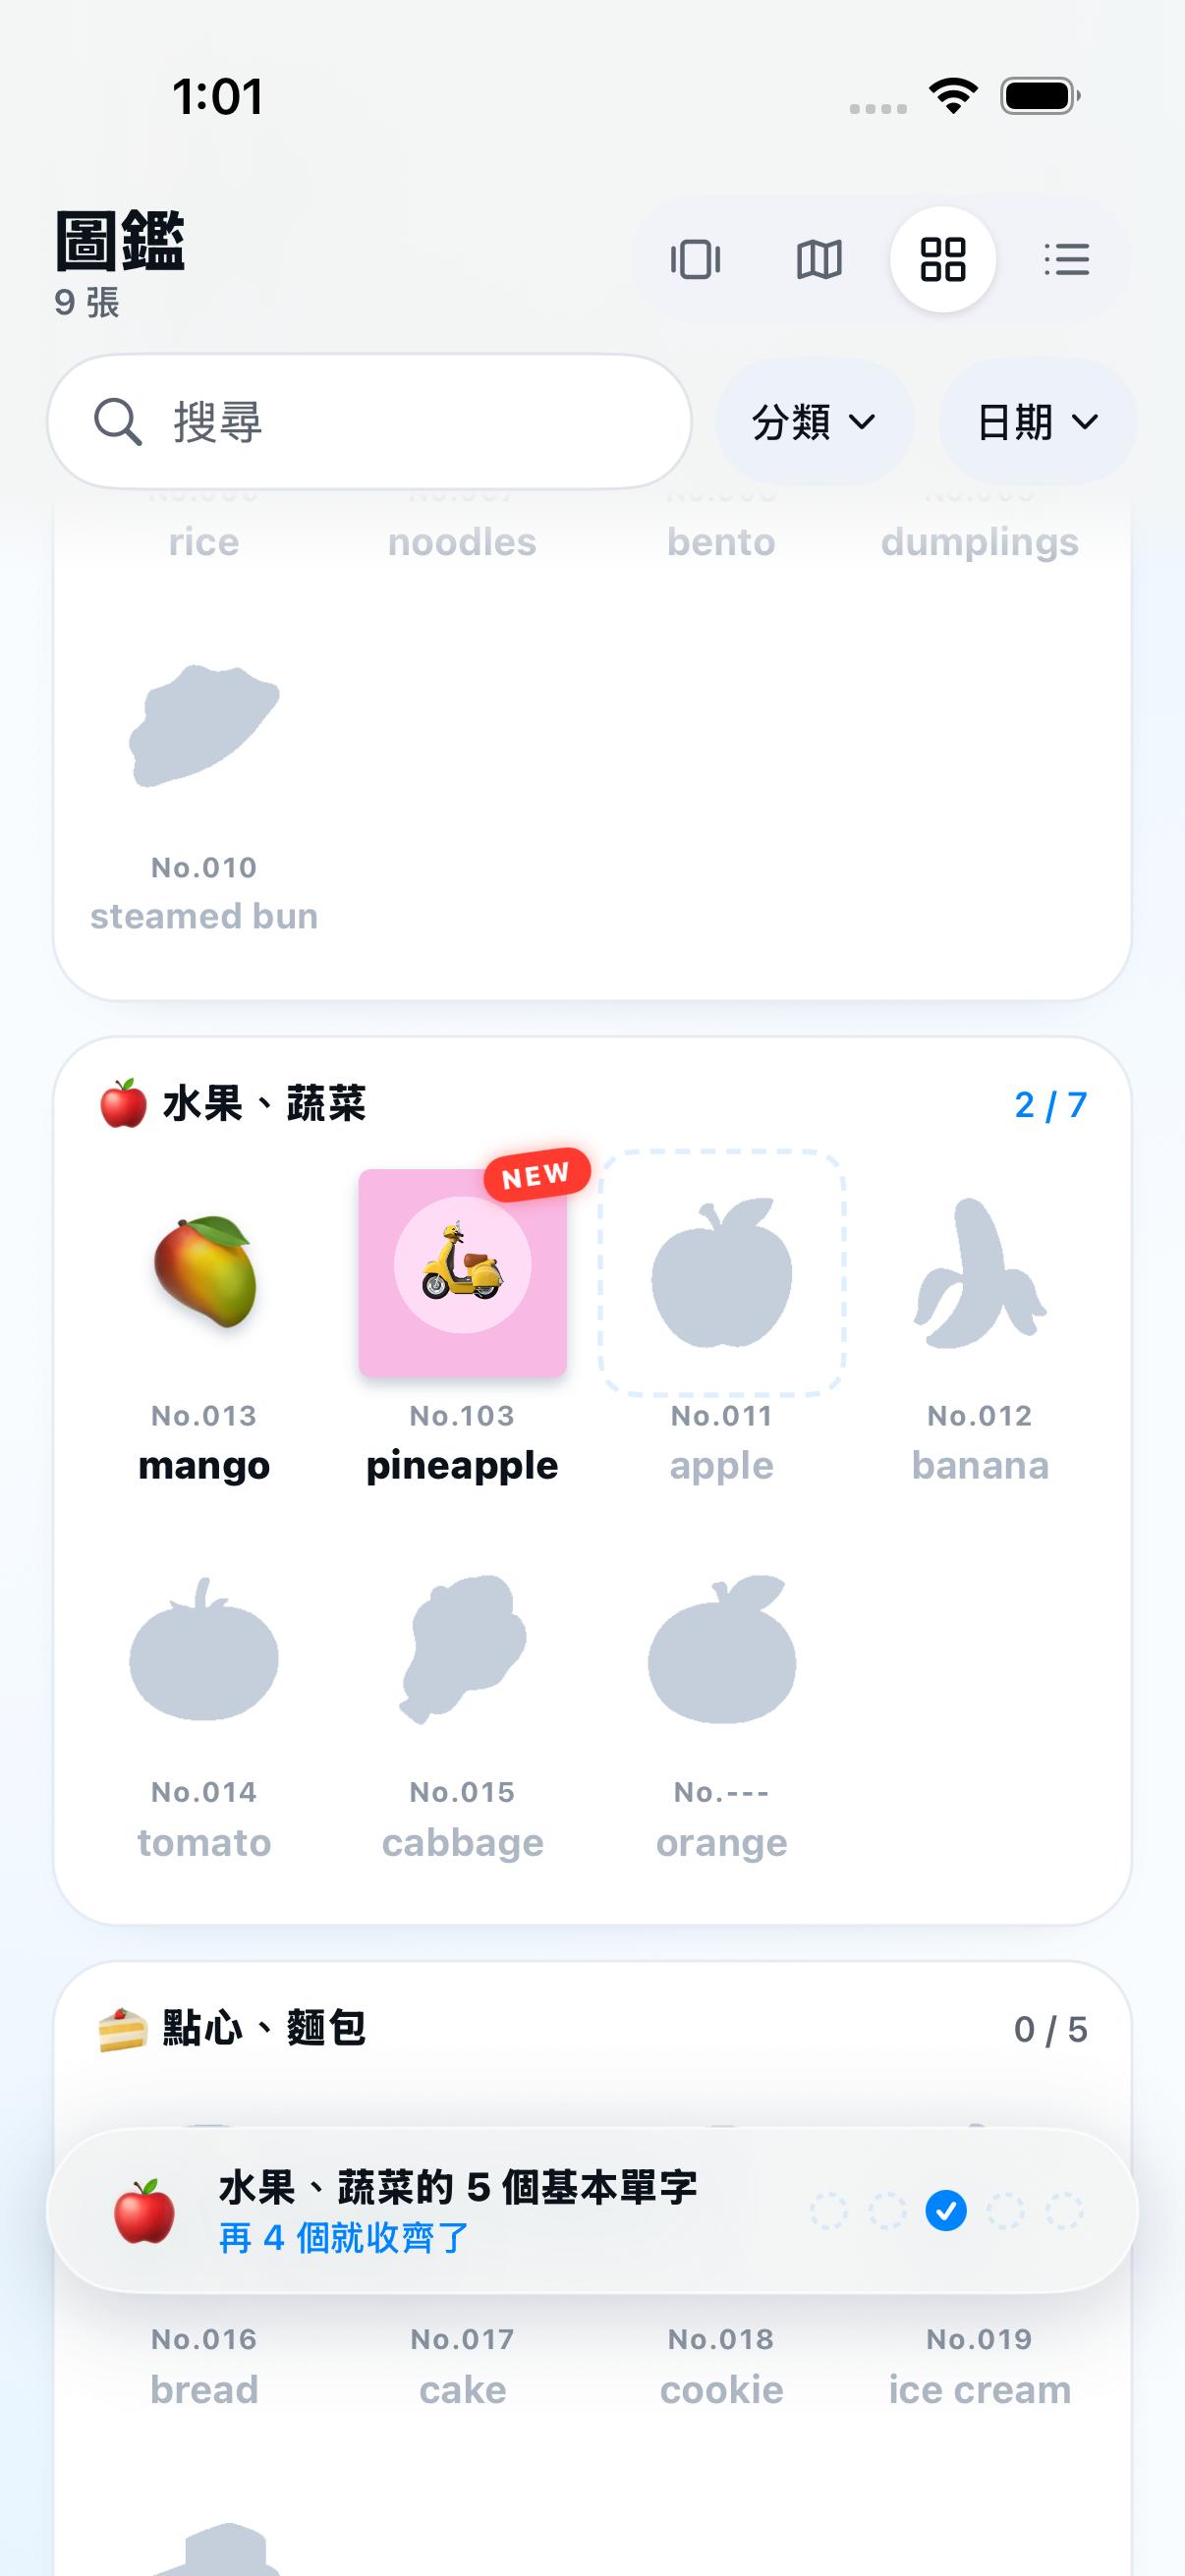 1:01
圖鑑
9 張
搜尋
分類
日期
rice noodles bento dumplings
No.010
steamed bun
水果、蔬菜
2 / 7
NEW
No.013 No.103 No.011 No.012
mango pineapple apple banana
No.014 No.015 No.---
tomato cabbage orange
點心、麵包
0 / 5
水果、蔬菜的 5 個基本單字
再 4 個就收齊了
No.016 No.017 No.018 No.019
bread cake cookie ice cream